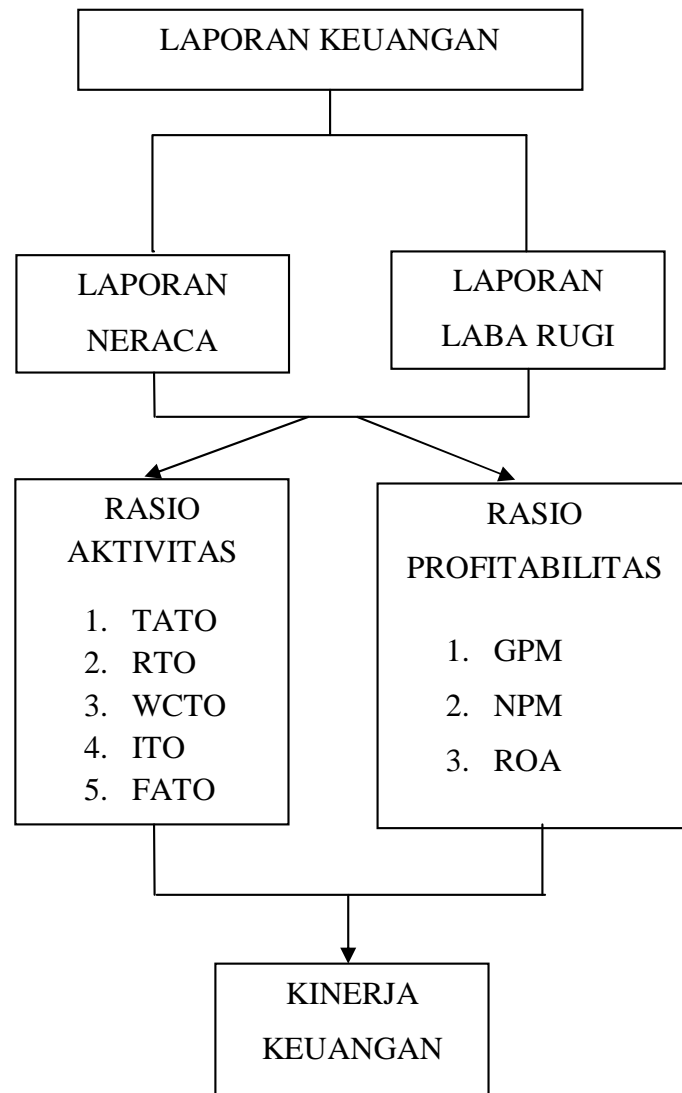 LAPORAN KEUANGAN
LAPORAN
NERACA
LAPORAN
LABA RUGI
RASIO
AKTIVITAS
1. TATO
2. RTO
3. WCTO
4. ITO
5. FATO
RASIO
PROFITABILITAS
1. GPM
2. NPM
3. ROA
KINERJA
KEUANGAN